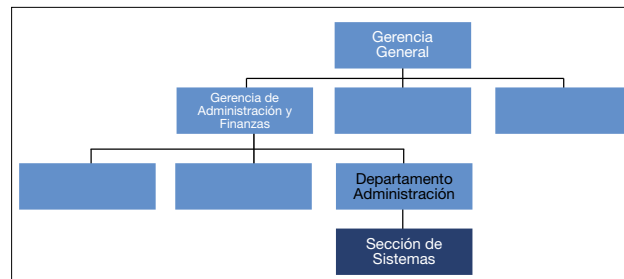 Gerencia
General
Gerencia de
Administración y
Finanzas
Departamento
Administración
Sección de
Sistemas